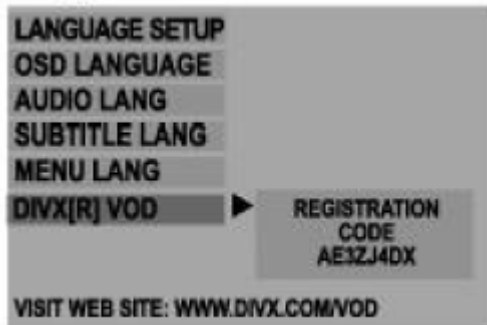 LANGUAGE SETUP
OSD LANGUAGE
AUDIO LANG
SUBTITLE LANG
MENU LANG
DIVX[R] VOD
REGISTRATION
CODE
AE3ZJ4DX
VISIT WEB SITE: WWW.DIVX.COM/VOD